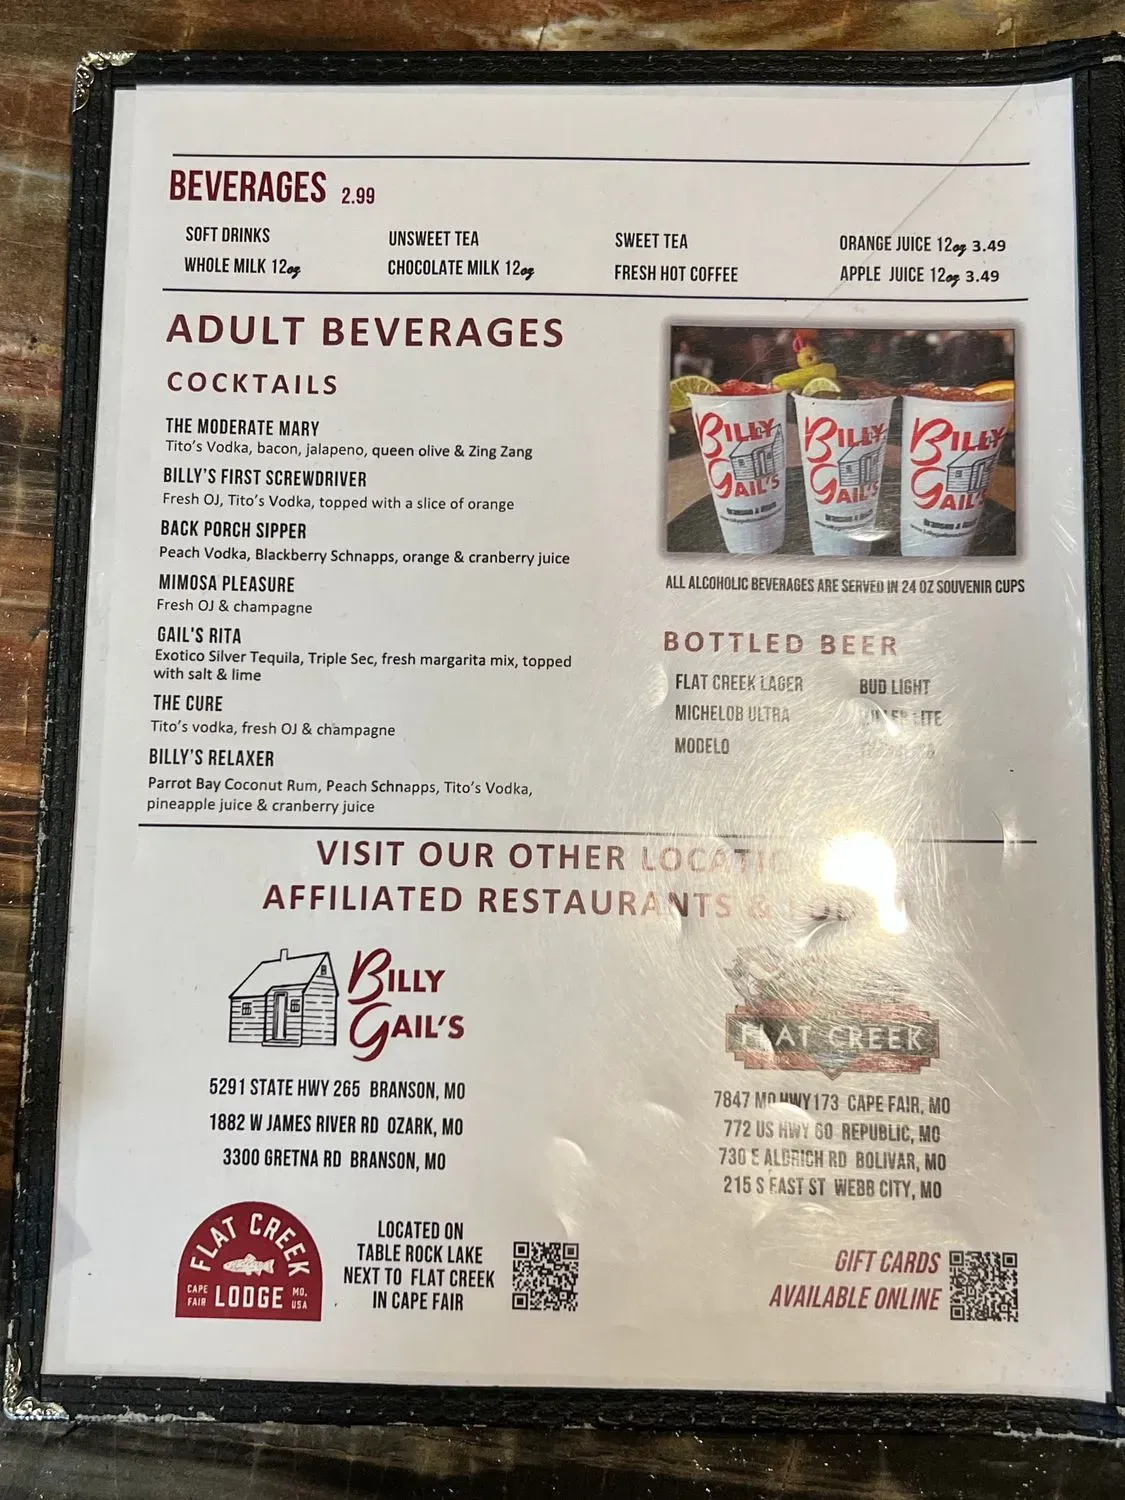 BEVERAGES 2.99
SOFT DRINKS
UNSWEET TEA
SWEET TEA
ORANGE JUICE 12oz 3.49
WHOLE MILK 12oz
CHOCOLATE MILK 12oz
FRESH HOT COFFEE
APPLE JUICE 12oz 3.49
ADULT BEVERAGES
COCKTAILS
THE MODERATE MARY
Tito's Vodka, bacon, jalapeno, queen olive & Zing Zang
BILLY'S FIRST SCREWDRIVER
Fresh OJ, Tito's Vodka, topped with a slice of orange
BACK PORCH SIPPER
Peach Vodka, Blackberry Schnapps, orange & cranberry juice
MIMOSA PLEASURE
Fresh OJ & champagne
GAIL'S RITA
Exotico Silver Tequila, Triple Sec, fresh margarita mix, topped
with salt & lime
THE CURE
Tito's vodka, fresh OJ & champagne
BILLY'S RELAXER
Parrot Bay Coconut Rum, Peach Schnapps, Tito's Vodka,
pineapple juice & cranberry juice
BILLY
GAIL'S
BILLY
GAIL'S
BILLY
GAIL'S
ALL ALCOHOLIC BEVERAGES ARE SERVED IN 24 OZ SOUVENIR CUPS
BOTTLED BEER
FLAT CREEK LAGER
BUD LIGHT
MICHELOB ULTRA
MILLER LITE
MODELO
VISIT OUR OTHER
AFFILIATED RESTAURANTS &
BILLY
GAIL'S
5291 STATE HWY 265 BRANSON, MO
1882 W JAMES RIVER RD OZARK, MO
3300 GRETNA RD BRANSON, MO
FLAT CREEK
7847 MO HWY 173 CAPE FAIR, MO
772 US HWY 60 REPUBLIC, MO
730 E ALDRICH RD BOLIVAR, MO
215 S EAST ST WEBB CITY, MO
FLAT CREEK
CAPE FAIR LODGE MO, USA
LOCATED ON
TABLE ROCK LAKE
NEXT TO FLAT CREEK
IN CAPE FAIR
GIFT CARDS
AVAILABLE ONLINE